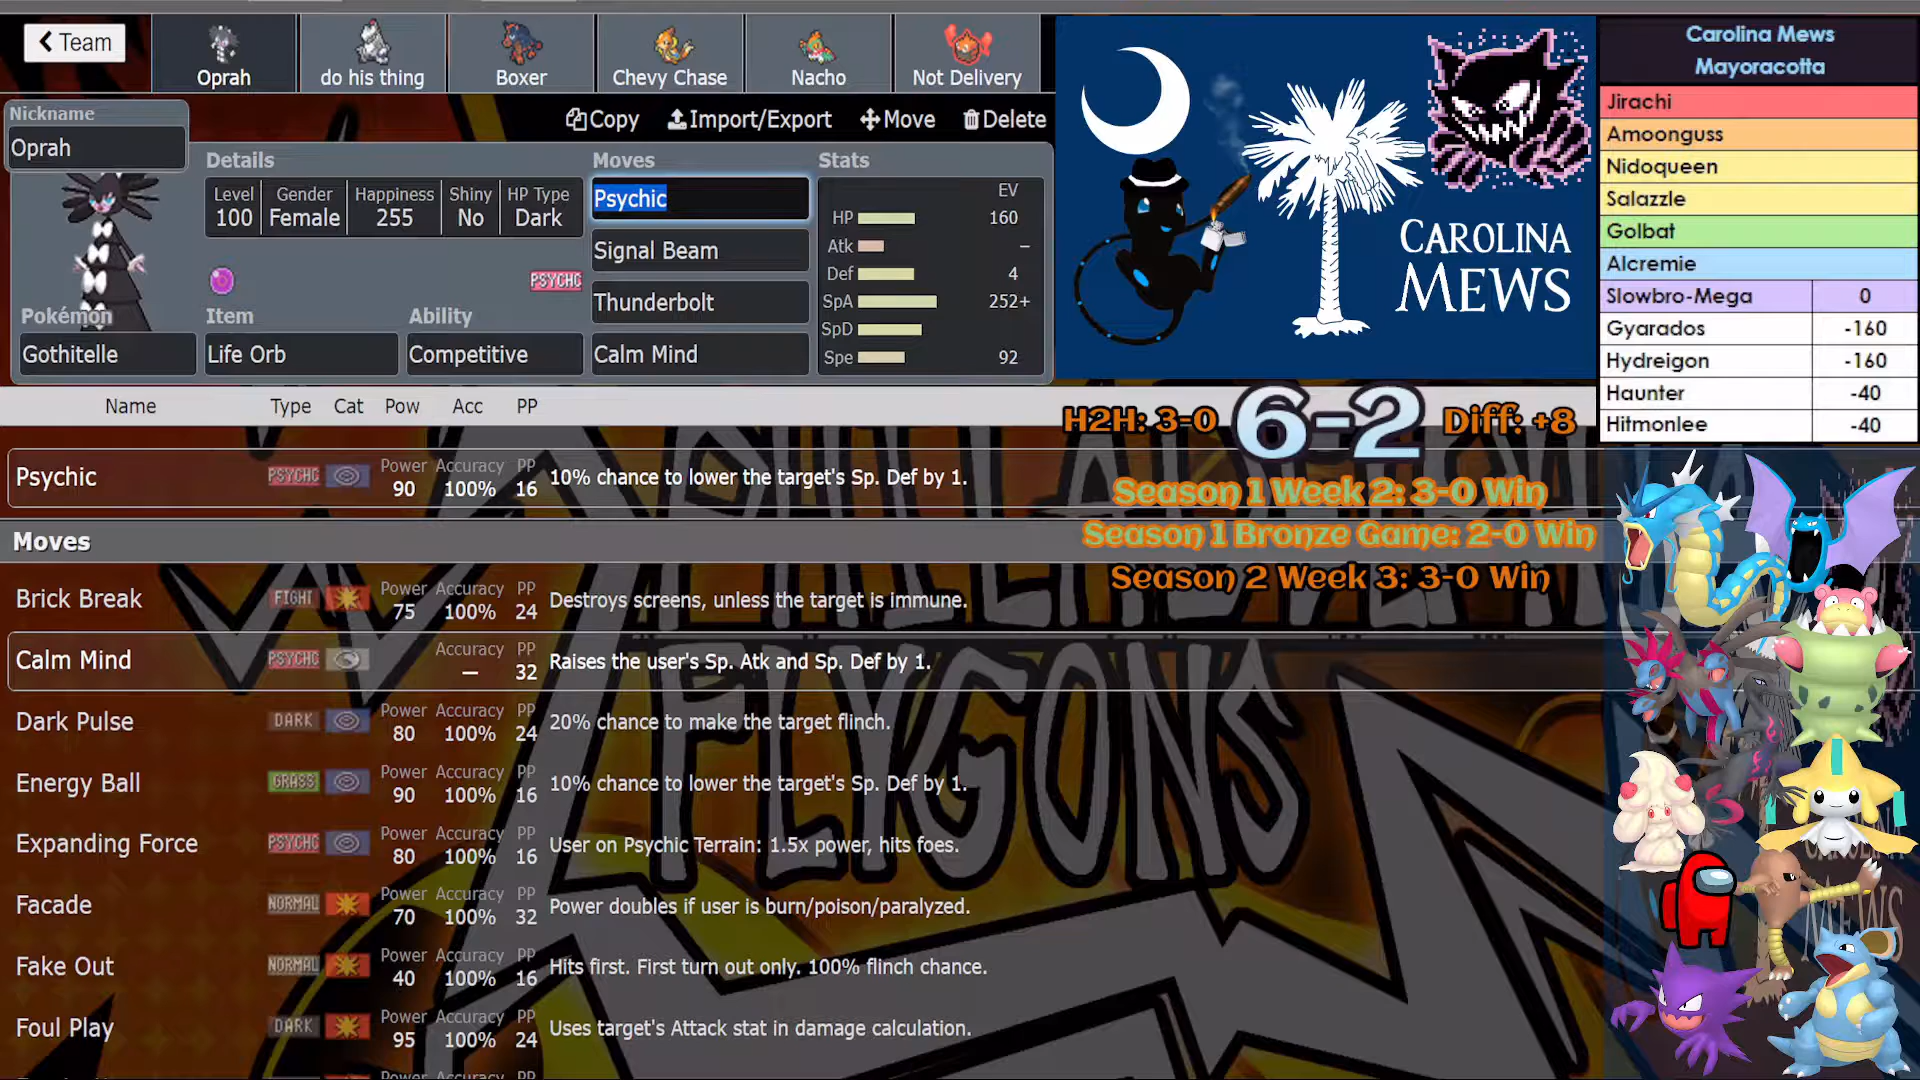 Team
Oprah
do his thing
Boxer
Chevy Chase
Nacho
Not Delivery
Copy
Import/Export
Move
Delete
Nickname
Oprah
Details
Level
100
Gender
Female
Happiness
255
Shiny
No
HP Type
Dark
PSYCHC
Pokémon
Gothitelle
Item
Life Orb
Ability
Competitive
Moves
Psychic
Signal Beam
Thunderbolt
Calm Mind
Stats
EV
HP 160
Atk –
Def 4
SpA 252+
SpD
Spe 92
CAROLINA
MEWS
Carolina Mews
Mayoracotta
Jirachi
Amoonguss
Nidoqueen
Salazzle
Golbat
Alcremie
Slowbro-Mega 0
Gyarados -160
Hydreigon -160
Haunter -40
Hitmonlee -40
H2H: 3-0 6-2 Diff: +8
Season 1 Week 2: 3-0 Win
Season 1 Bronze Game: 2-0 Win
Season 2 Week 3: 3-0 Win
Name Type Cat Pow Acc PP
Psychic PSYCHC Power 90 Accuracy 100% PP 16 10% chance to lower the target's Sp. Def by 1.
Moves
Brick Break FIGHT Power 75 Accuracy 100% PP 24 Destroys screens, unless the target is immune.
Calm Mind PSYCHC Accuracy — PP 32 Raises the user's Sp. Atk and Sp. Def by 1.
Dark Pulse DARK Power 80 Accuracy 100% PP 24 20% chance to make the target flinch.
Energy Ball GRASS Power 90 Accuracy 100% PP 16 10% chance to lower the target's Sp. Def by 1.
Expanding Force PSYCHC Power 80 Accuracy 100% PP 16 User on Psychic Terrain: 1.5x power, hits foes.
Facade NORMAL Power 70 Accuracy 100% PP 32 Power doubles if user is burn/poison/paralyzed.
Fake Out NORMAL Power 40 Accuracy 100% PP 16 Hits first. First turn out only. 100% flinch chance.
Foul Play DARK Power 95 Accuracy 100% PP 24 Uses target's Attack stat in damage calculation.
Power Accuracy PP
FLYGONS